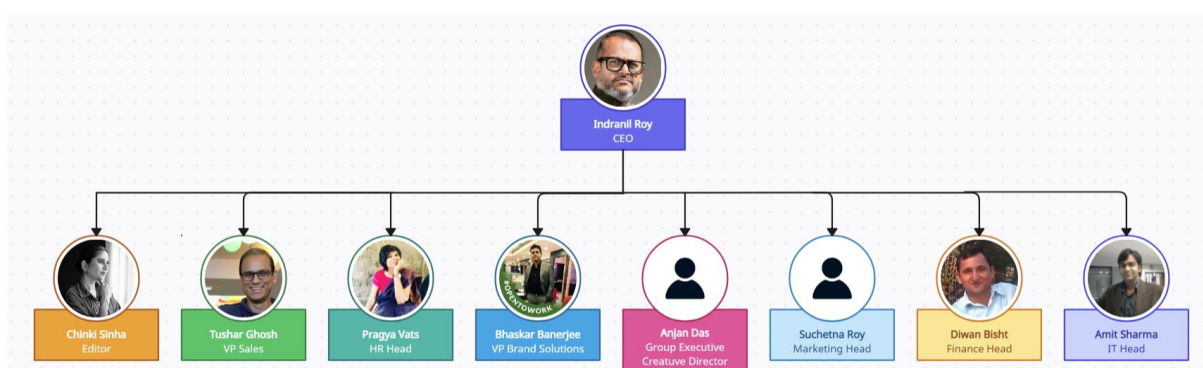 Indranil Roy
CEO
Chinki Sinha
Editor
Tushar Ghosh
VP Sales
Pragya Vats
HR Head
#OPENTOWORK
Bhaskar Banerjee
VP Brand Solutions
Anjan Das
Group Executive
Creatuve Director
Suchetna Roy
Marketing Head
Diwan Bisht
Finance Head
Amit Sharma
IT Head